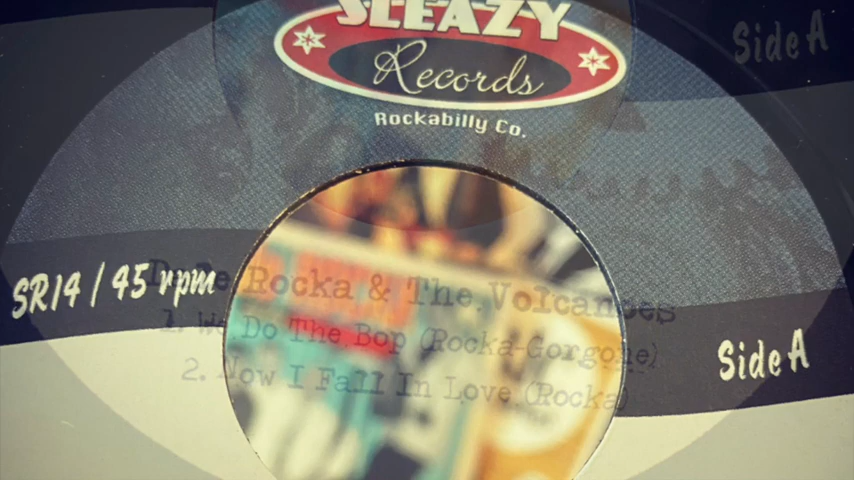 SLEAZY
Records
Rockabilly Co.
Side A
SR14 / 45 rpm
Rocka & The Volcanoes
1. We Do The Bop (Rocka-Gorgone)
2. Now I Fall In Love (Rocka)
Side A